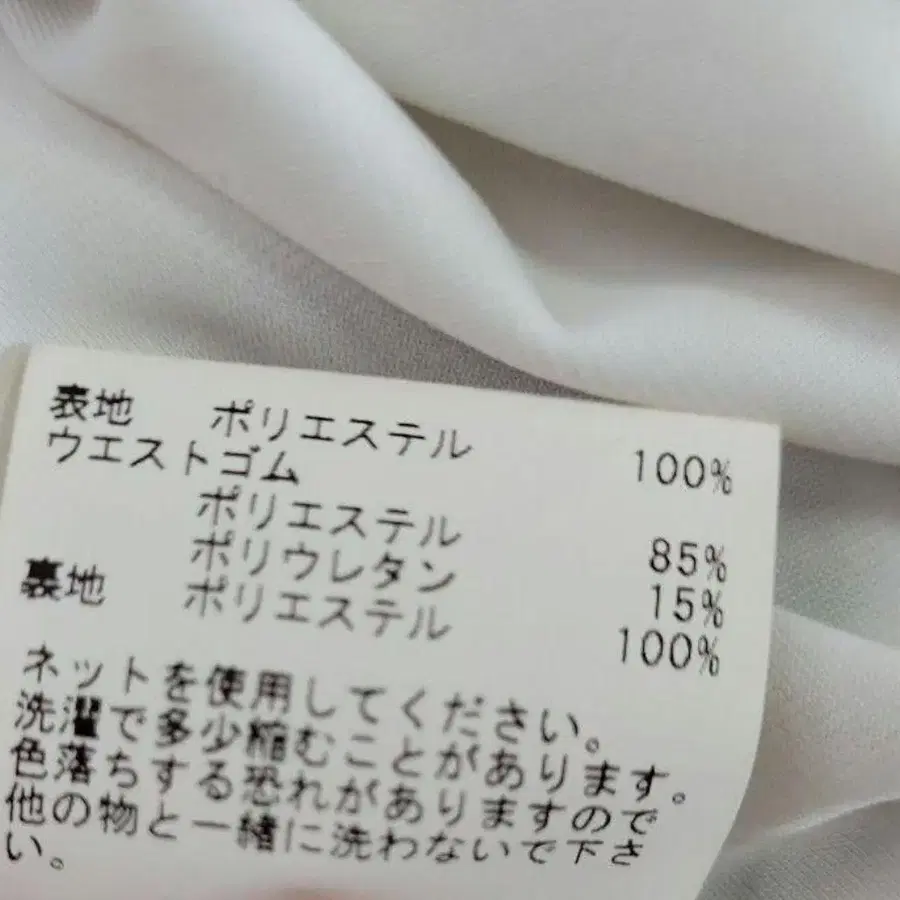 表地 ポリエステル 100%
ウエストゴム
ポリエステル 85%
ポリウレタン 15%
裏地 ポリエステル 100%
ネットを使用してください。
洗濯で多少縮むことがあります。
色落ちする恐れがありますので
他の物と一緒に洗わないで下さ
い。